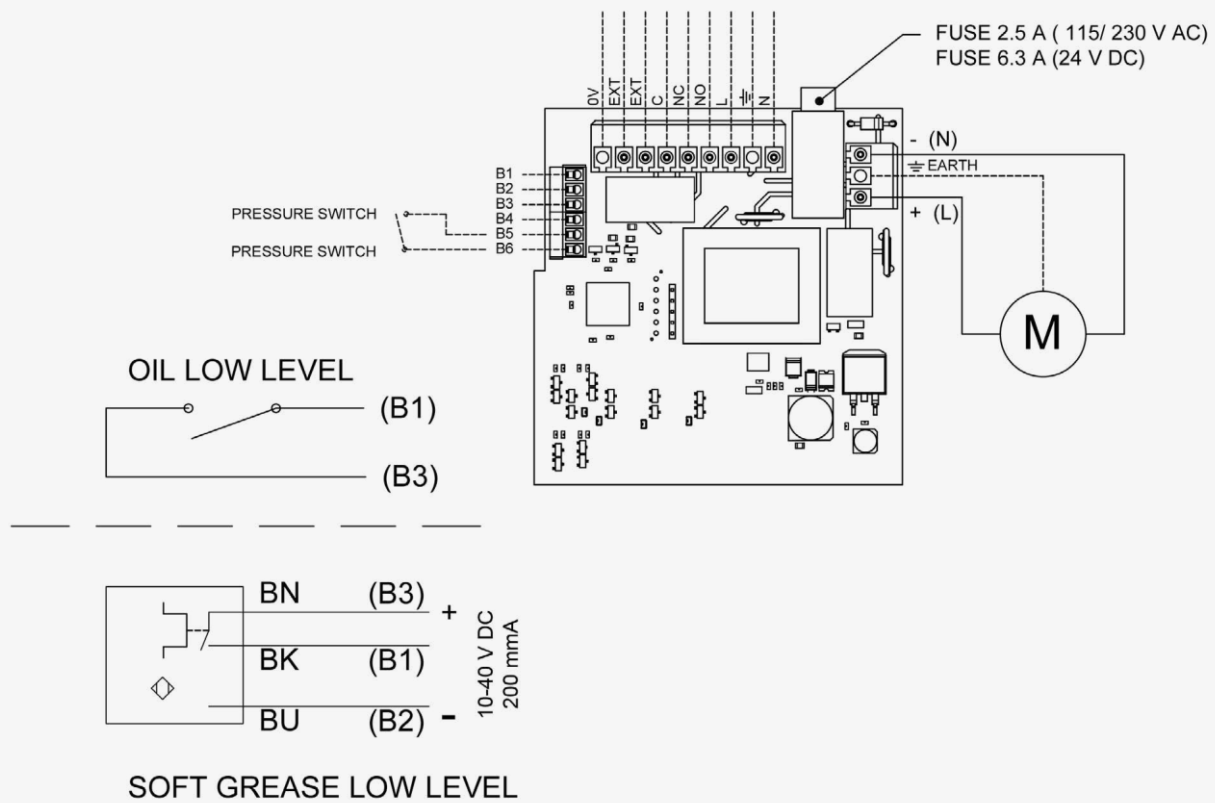 FUSE 2.5 A ( 115/ 230 V AC)
FUSE 6.3 A (24 V DC)
0V
EXT
EXT
C
NC
NO
L
N
- (N)
EARTH
+ (L)
B1
B2
B3
B4
B5
B6
PRESSURE SWITCH
PRESSURE SWITCH
M
OIL LOW LEVEL
(B1)
(B3)
BN (B3) +
BK (B1)
BU (B2) -
10-40 V DC
200 mmA
SOFT GREASE LOW LEVEL